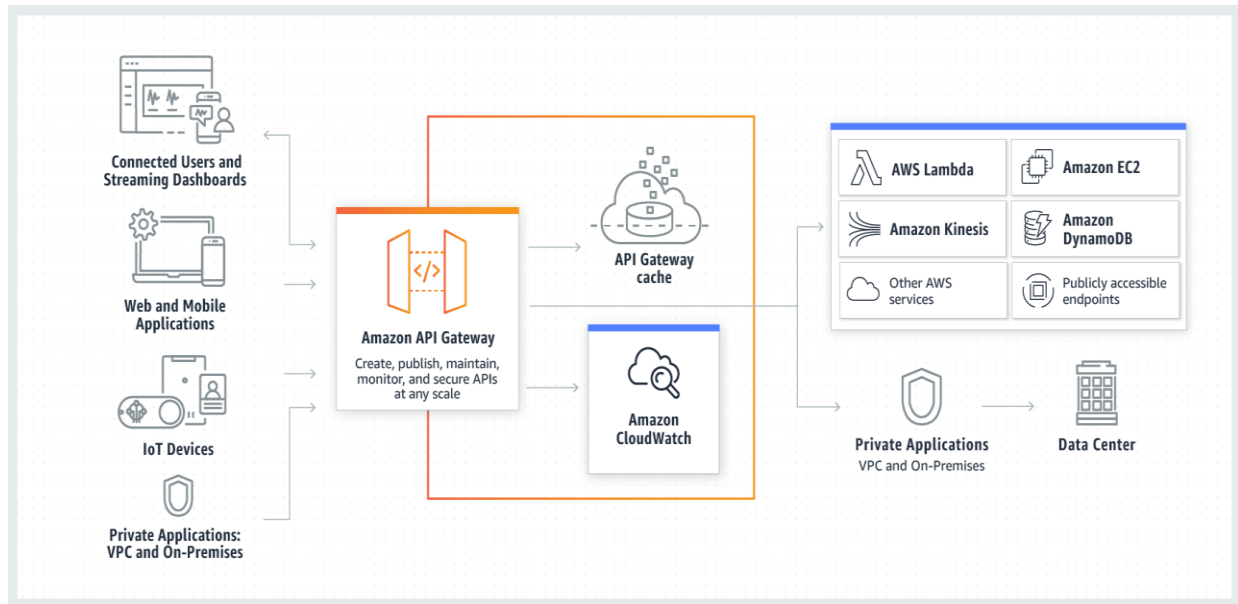 Connected Users and
Streaming Dashboards
Web and Mobile
Applications
IoT Devices
Private Applications:
VPC and On-Premises
</>
Amazon API Gateway
Create, publish, maintain,
monitor, and secure APIs
at any scale
API Gateway
cache
Amazon
CloudWatch
AWS Lambda
Amazon EC2
Amazon Kinesis
Amazon
DynamoDB
Other AWS
services
Publicly accessible
endpoints
Private Applications
VPC and On-Premises
Data Center